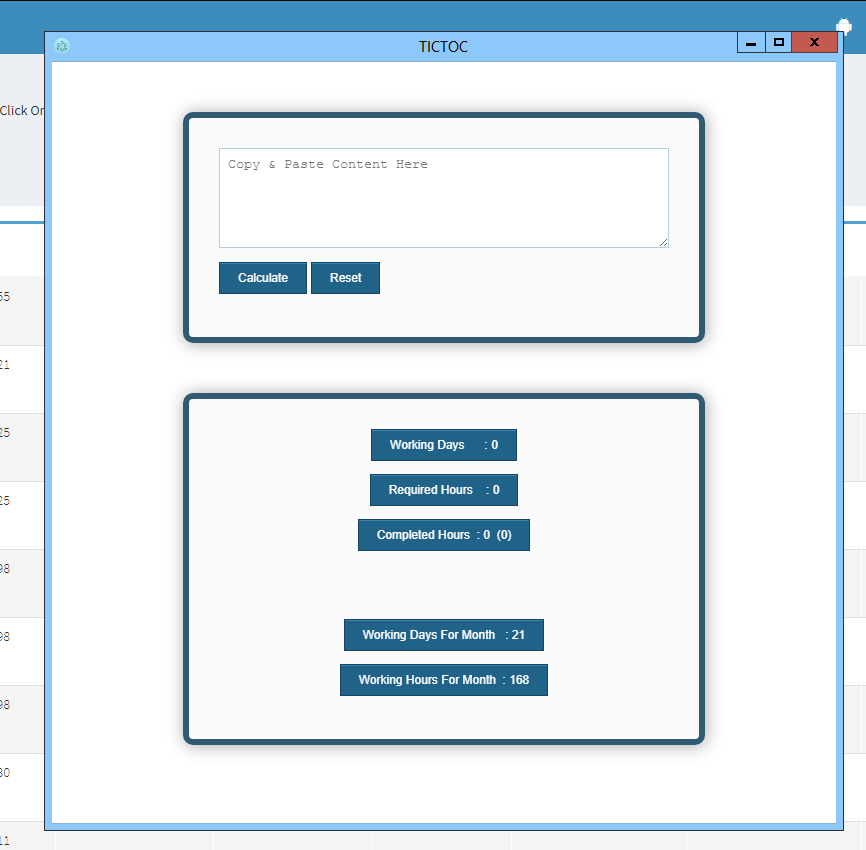 TICTOC
Click Or
Copy & Paste Content Here
Calculate Reset
55
21
25
Working Days : 0
Required Hours : 0
25
Completed Hours : 0 (0)
98
98
Working Days For Month : 21
Working Hours For Month : 168
98
30
11